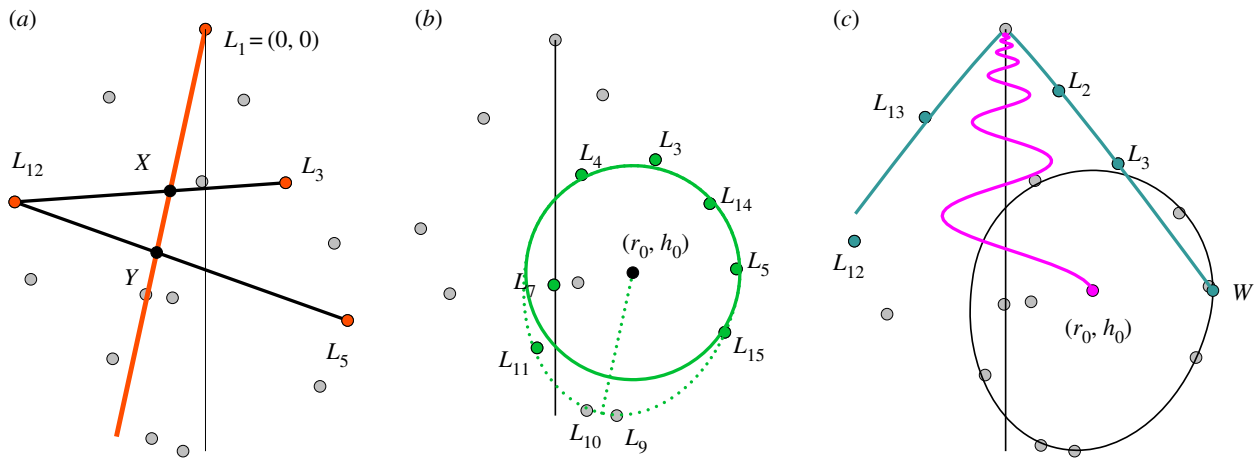 (a)
L1 = (0, 0)
L12
X
L3
Y
L5
(b)
L4
L3
L14
(r0, h0)
L7
L5
L11
L15
L10
L9
(c)
L13
L2
L3
L12
(r0, h0)
W